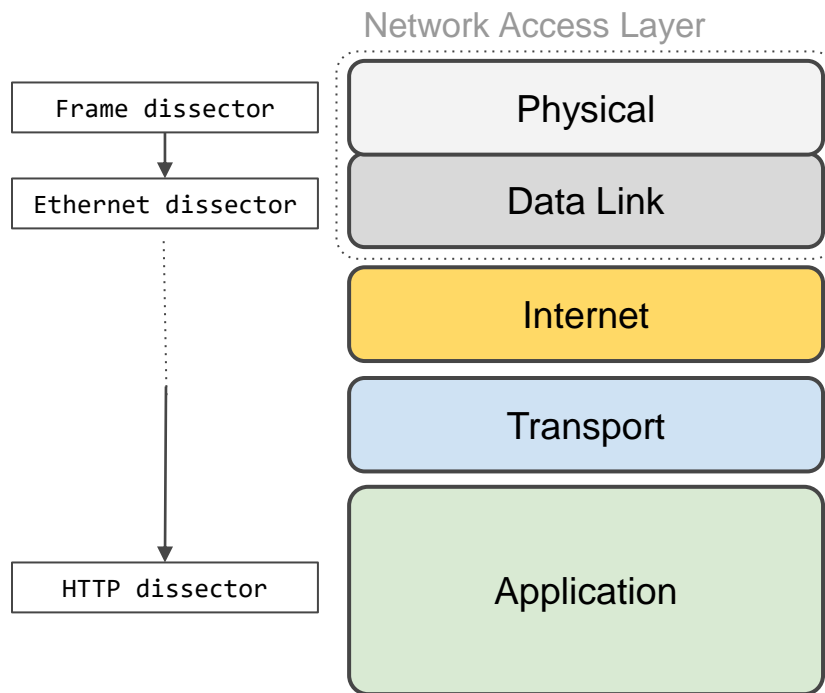 Network Access Layer
Frame dissector
Physical
Ethernet dissector
Data Link
Internet
Transport
HTTP dissector
Application